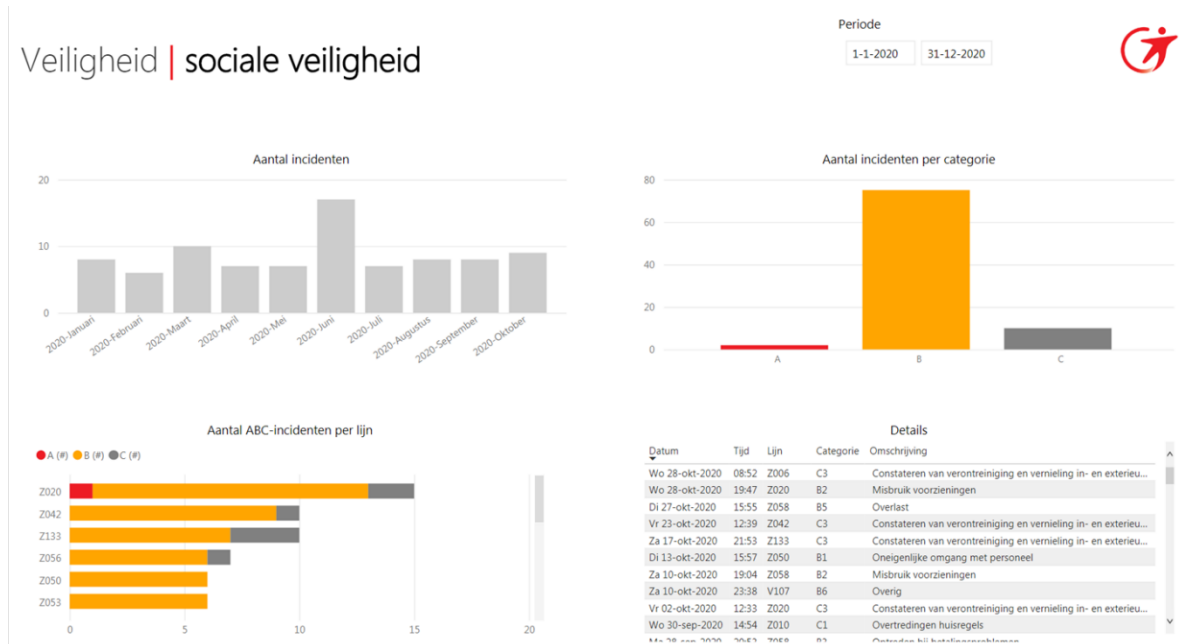 Periode
1-1-2020 31-12-2020
Veiligheid | sociale veiligheid
Aantal incidenten
20
10
0
2020-Januari 2020-Februari 2020-Maart 2020-April 2020-Mei 2020-Juni 2020-Juli 2020-Augustus 2020-September 2020-Oktober
Aantal incidenten per categorie
80
60
40
20
0
A B C
Aantal ABC-incidenten per lijn
A (#) B (#) C (#)
Z020
Z042
Z133
Z056
Z050
Z053
0 5 10 15 20
Details
Datum Tijd Lijn Categorie Omschrijving
Wo 28-okt-2020 08:52 Z006 C3 Constateren van verontreiniging en vernieling in- en exterieu...
Wo 28-okt-2020 19:47 Z020 B2 Misbruik voorzieningen
Di 27-okt-2020 15:55 Z058 B5 Overlast
Vr 23-okt-2020 12:39 Z042 C3 Constateren van verontreiniging en vernieling in- en exterieu...
Za 17-okt-2020 21:53 Z133 C3 Constateren van verontreiniging en vernieling in- en exterieu...
Di 13-okt-2020 15:57 Z050 B1 Oneigenlijke omgang met personeel
Za 10-okt-2020 19:04 Z058 B2 Misbruik voorzieningen
Za 10-okt-2020 23:38 V107 B6 Overig
Vr 02-okt-2020 12:33 Z020 C3 Constateren van verontreiniging en vernieling in- en exterieu...
Wo 30-sep-2020 14:54 Z010 C1 Overtredingen huisregels
Ma 28-sep-2020 20:52 Z058 Optreden bij betalingsproblemen